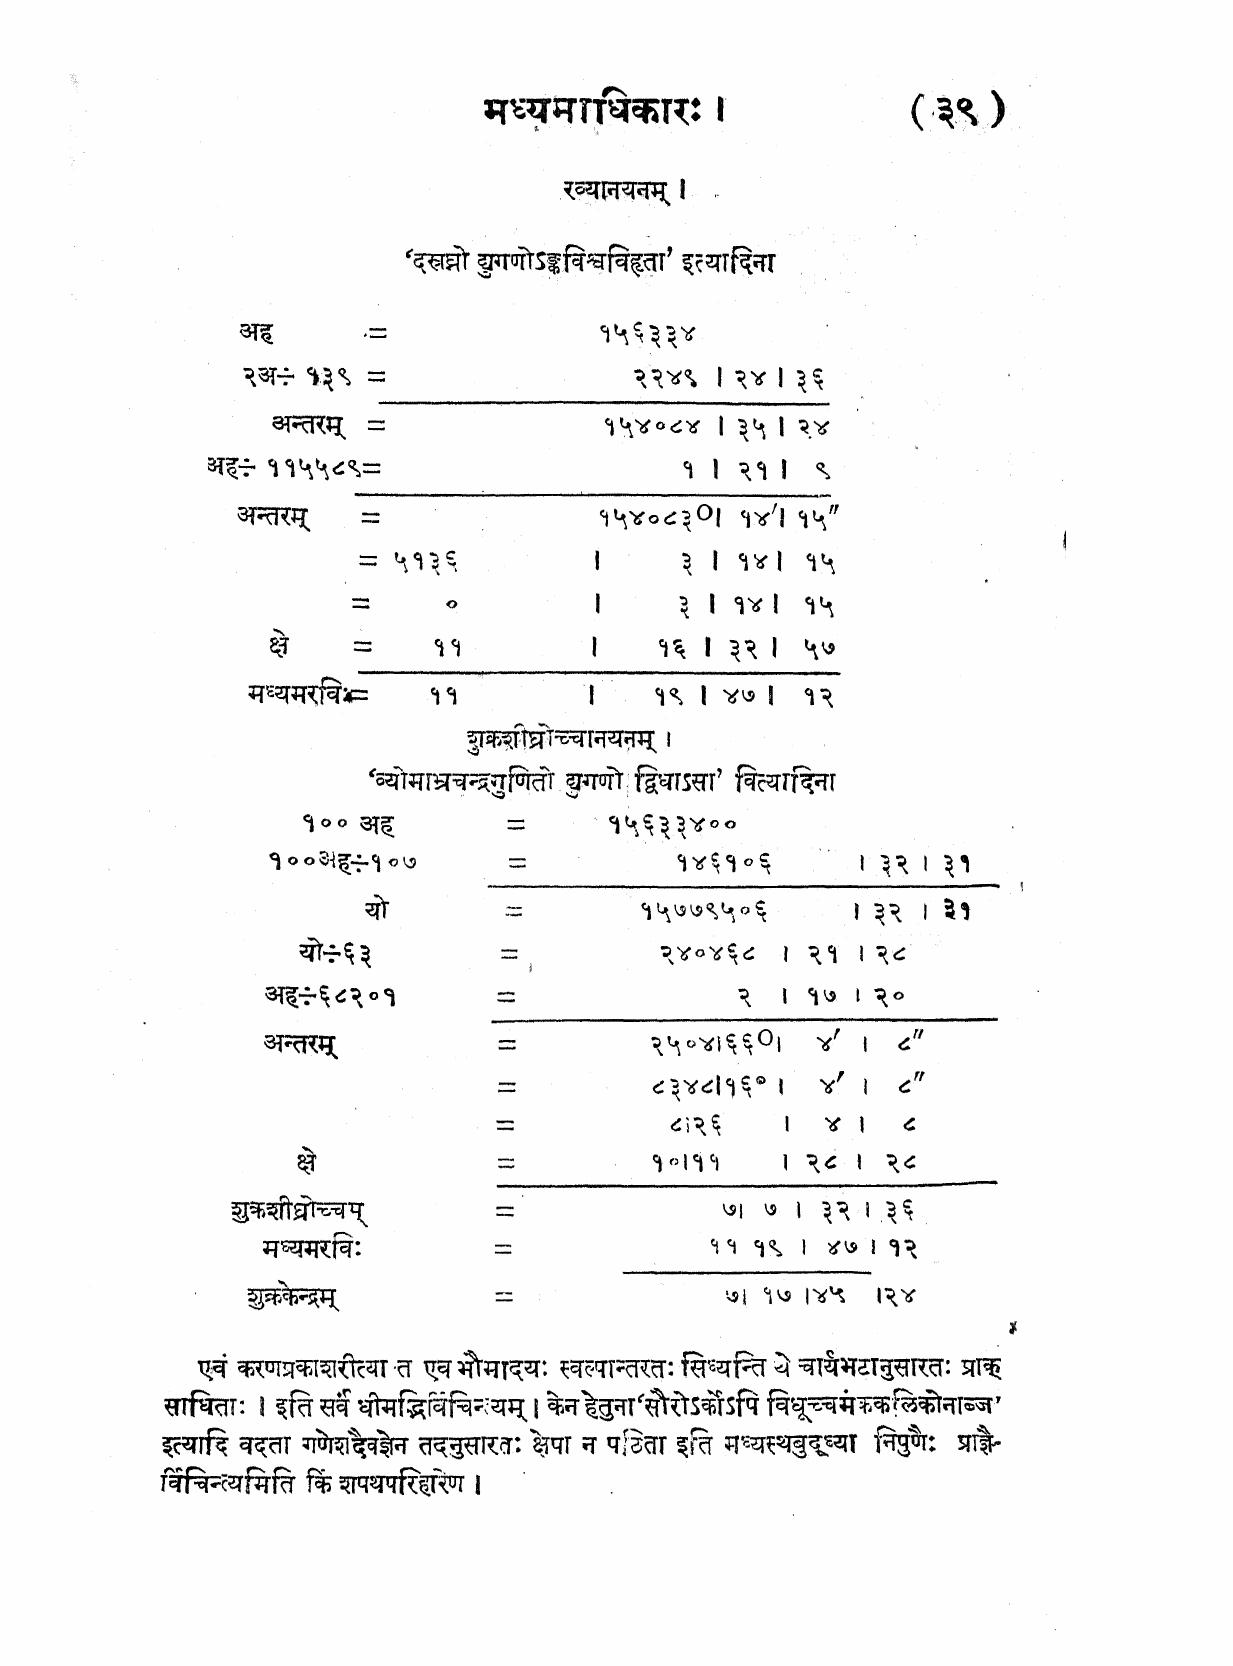 मध्यमाधिकारः । (३९)
रव्यानयनम् ।
‘दस्रघ्नो द्युगणोऽङ्कविश्वविहृता’ इत्यादिना
अह = १५६३३४
२अ÷ १३९ = २२४९ । २४ । ३६
अन्तरम् = १५४०८४ । ३५ । २४
अह÷ ११५५८९= १ । २१ । ९
अन्तरम् = १५४०८३०। १४′। १५″
= ५१३६ । ३ । १४। १५
= ० । ३ । १४। १५
क्षे = ११ । १६ । ३२ । ५७
मध्यमरविः= ११ । १९ । ४७ । १२
शुक्रशीघ्रोच्चानयनम् ।
‘व्योमाभ्रचन्द्रगुणितो द्युगणो द्विधाऽसा’ वित्यादिना
१०० अह = १५६३३४००
१००अह÷१०७ = १४६१०६ । ३२ । ३१
यो = १५७७९५०६ । ३२ । ३१
यो÷६३ = २४०४६८ । २१ । २८
अह÷६८२०१ = २ । १७ । २०
अन्तरम् = २५०४।६६०। ४′ । ८″
= ८३४८।१६° । ४′ । ८″
= ८।२६ । ४ । ८
क्षे = १०।११ । २८ । २८
शुक्रशीघ्रोच्चम् = ७। ७ । ३२ । ३६
मध्यमरविः = ११ १९ । ४७ । १२
शुक्रकेन्द्रम् = ७। १७ ।४५ ।२४
एवं करणप्रकाशरीत्या त एव भौमादयः स्वल्पान्तरतः सिध्यन्ति ये चार्यभटानुसारतः प्राक्
साधिताः । इति सर्वं धीमद्भिर्विचिन्त्यम् । केन हेतुना ‘सौरोऽर्कोऽपि विधूच्चमंककलिकोनाब्ज’
इत्यादि वदता गणेशदैवज्ञेन तदनुसारतः क्षेपा न पठिता इति मध्यस्थबुद्ध्या निपुणैः प्राज्ञै-
र्विचिन्त्यमिति किं शपथपरिहारेण ।